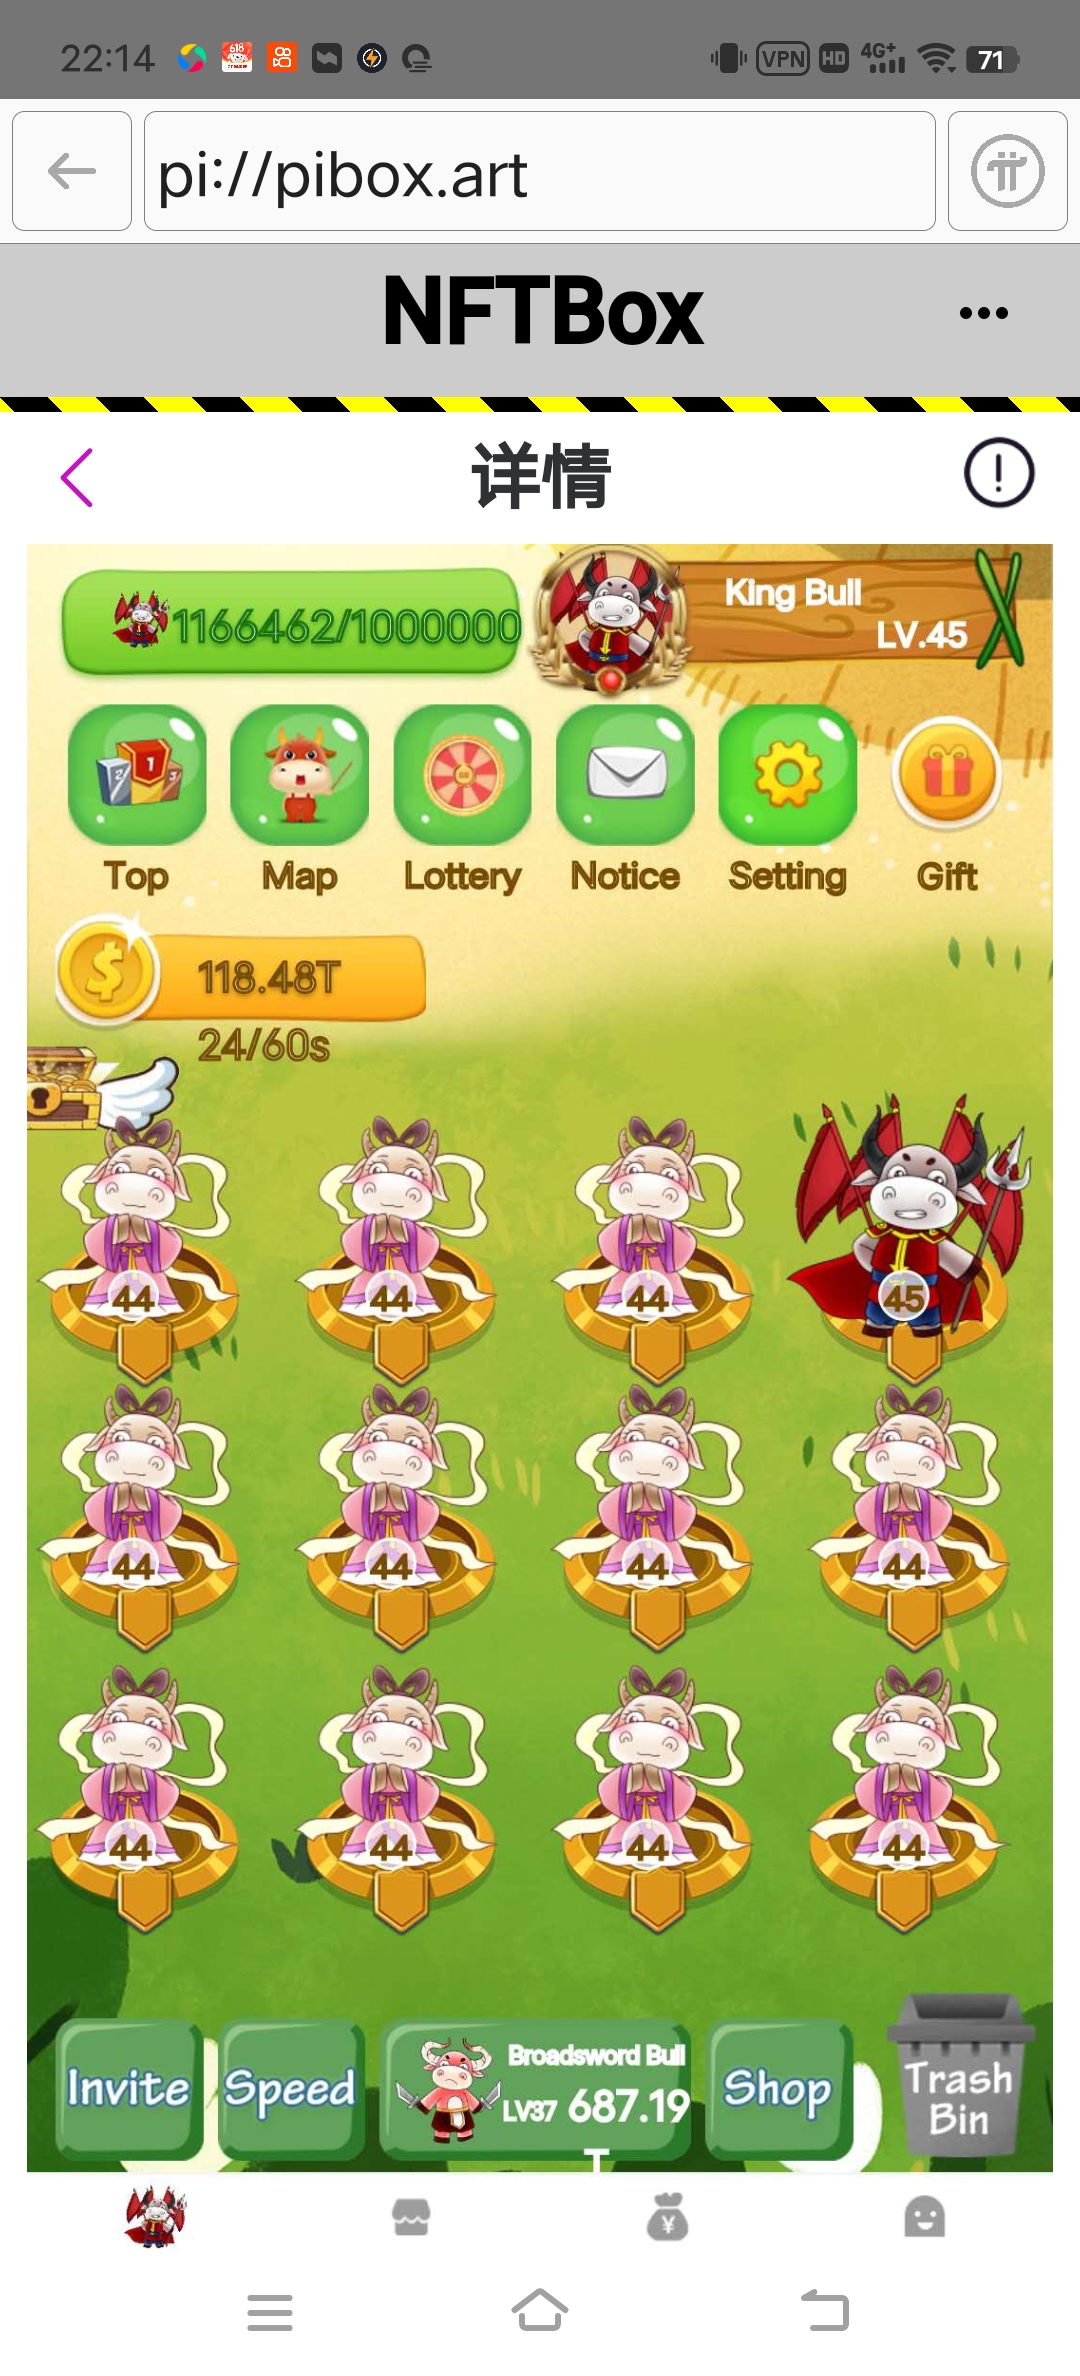 22:14
618
VPN HD 4G+ 71
pi://pibox.art
NFTBox
详情
1166462/1000000
King Bull
LV.45
Top Map Lottery Notice Setting Gift
118.48T
24/60s
44 44 44 45
44 44 44 44
44 44 44 44
Invite
Speed
Broadsword Bull
LV37 687.19
T
Shop
Trash
Bin